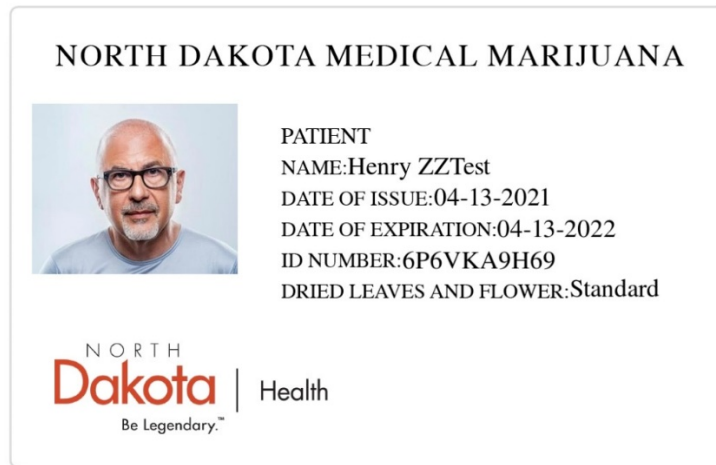 NORTH DAKOTA MEDICAL MARIJUANA
PATIENT
NAME:Henry ZZTest
DATE OF ISSUE:04-13-2021
DATE OF EXPIRATION:04-13-2022
ID NUMBER:6P6VKA9H69
DRIED LEAVES AND FLOWER:Standard
NORTH
Dakota | Health
Be Legendary.™